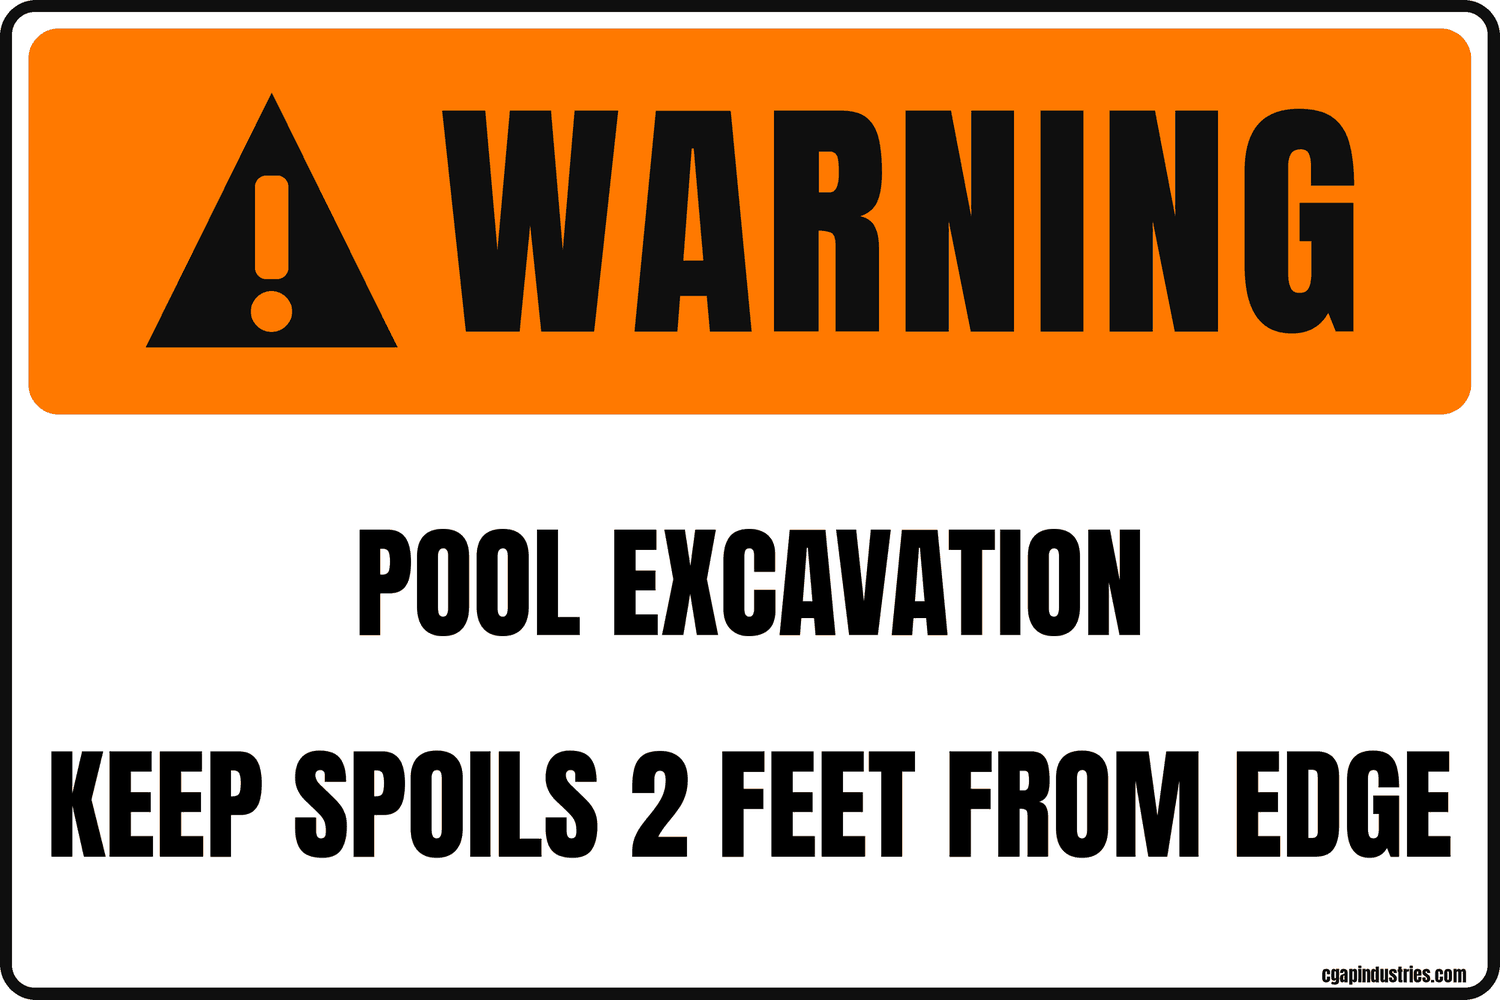 WARNING
POOL EXCAVATION
KEEP SPOILS 2 FEET FROM EDGE
cgapindustries.com